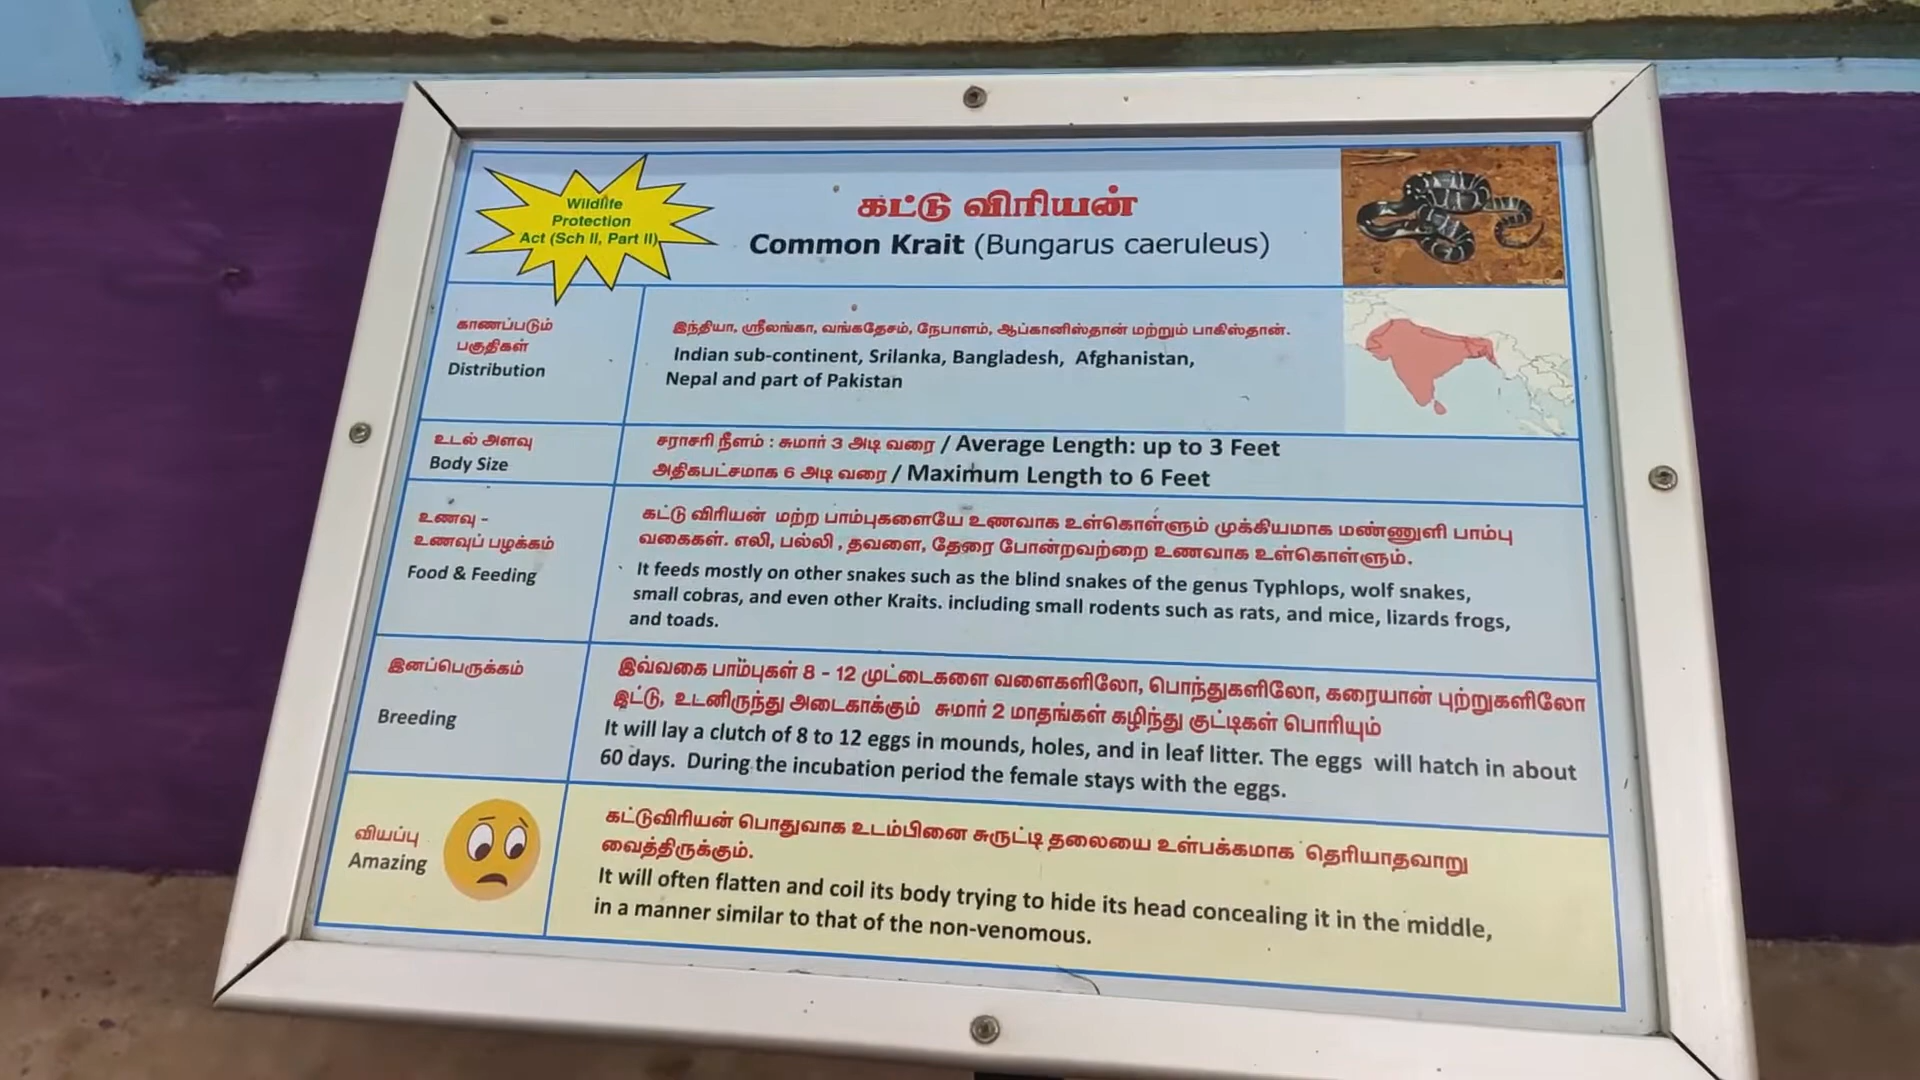 Wildlife
Protection
Act (Sch II, Part II)
கட்டு விரியன்
Common Krait (Bungarus caeruleus)
காணப்படும்
பகுதிகள்
Distribution
இந்தியா, ஸ்ரீலங்கா, வங்கதேசம், நேபாளம், ஆப்கானிஸ்தான் மற்றும் பாகிஸ்தான்.
Indian sub-continent, Srilanka, Bangladesh, Afghanistan,
Nepal and part of Pakistan
உடல் அளவு
Body Size
சராசரி நீளம் : சுமார் 3 அடி வரை / Average Length: up to 3 Feet
அதிகபட்சமாக 6 அடி வரை / Maximum Length to 6 Feet
உணவு -
உணவுப் பழக்கம்
Food & Feeding
கட்டு விரியன் மற்ற பாம்புகளையே உணவாக உள்கொள்ளும் முக்கியமாக மண்ணுளி பாம்பு
வகைகள். எலி, பல்லி , தவளை, தேரை போன்றவற்றை உணவாக உள்கொள்ளும்.
It feeds mostly on other snakes such as the blind snakes of the genus Typhlops, wolf snakes,
small cobras, and even other Kraits. including small rodents such as rats, and mice, lizards frogs,
and toads.
இனப்பெருக்கம்
Breeding
இவ்வகை பாம்புகள் 8 - 12 முட்டைகளை வளைகளிலோ, பொந்துகளிலோ, கரையான் புற்றுகளிலோ
இட்டு, உடனிருந்து அடைகாக்கும் சுமார் 2 மாதங்கள் கழிந்து குட்டிகள் பொரியும்
It will lay a clutch of 8 to 12 eggs in mounds, holes, and in leaf litter. The eggs will hatch in about
60 days. During the incubation period the female stays with the eggs.
வியப்பு
Amazing
கட்டுவிரியன் பொதுவாக உடம்பினை சுருட்டி தலையை உள்பக்கமாக தெரியாதவாறு
வைத்திருக்கும்.
It will often flatten and coil its body trying to hide its head concealing it in the middle,
in a manner similar to that of the non-venomous.